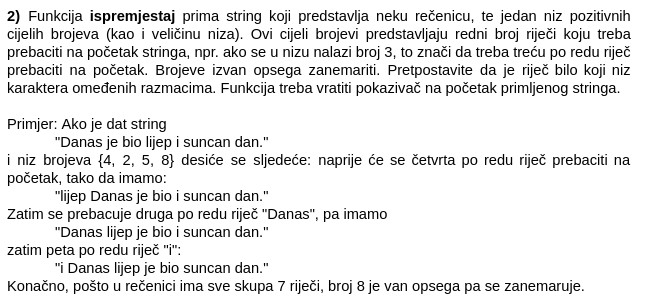 2) Funkcija ispremjestaj prima string koji predstavlja neku rečenicu, te jedan niz pozitivnih
cijelih brojeva (kao i veličinu niza). Ovi cijeli brojevi predstavljaju redni broj riječi koju treba
prebaciti na početak stringa, npr. ako se u nizu nalazi broj 3, to znači da treba treću po redu riječ
prebaciti na početak. Brojeve izvan opsega zanemariti. Pretpostavite da je riječ bilo koji niz
karaktera omeđenih razmacima. Funkcija treba vratiti pokazivač na početak primljenog stringa.
Primjer: Ako je dat string
"Danas je bio lijep i suncan dan."
i niz brojeva {4, 2, 5, 8} desiće se sljedeće: naprije će se četvrta po redu riječ prebaciti na
početak, tako da imamo:
"lijep Danas je bio i suncan dan."
Zatim se prebacuje druga po redu riječ "Danas", pa imamo
"Danas lijep je bio i suncan dan."
zatim peta po redu riječ "i":
"i Danas lijep je bio suncan dan."
Konačno, pošto u rečenici ima sve skupa 7 riječi, broj 8 je van opsega pa se zanemaruje.